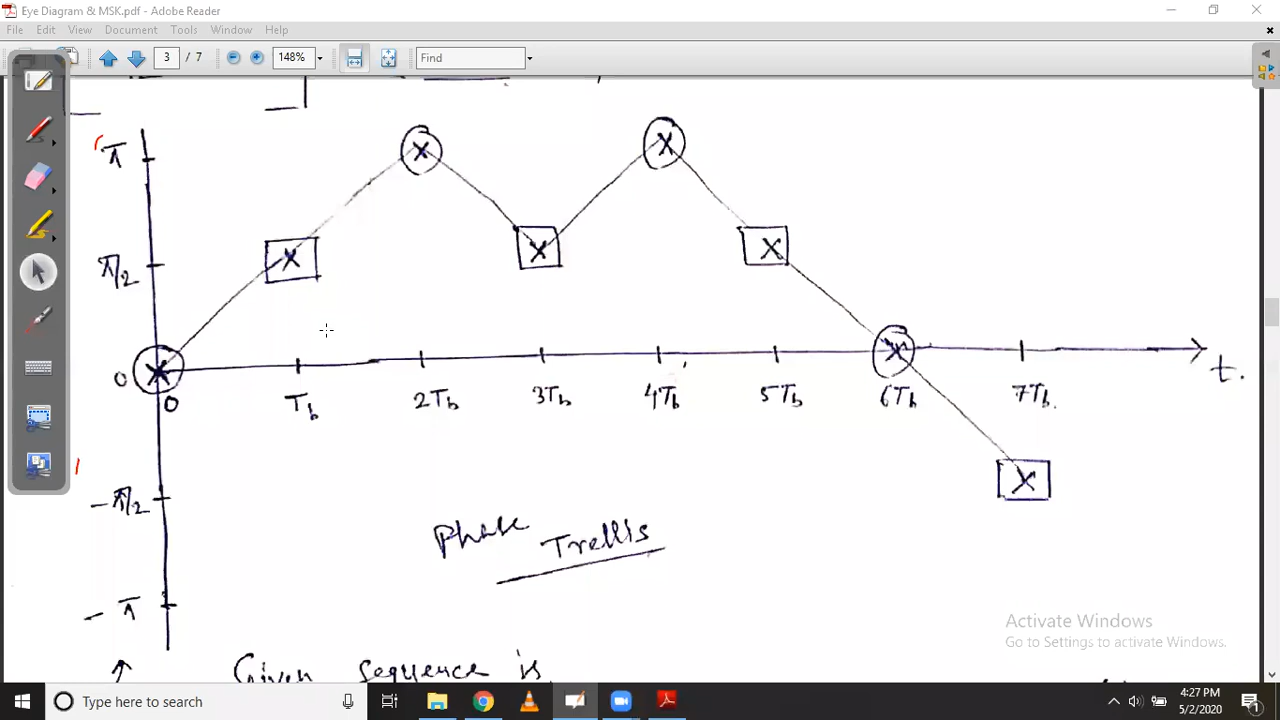 Eye Diagram & MSK.pdf - Adobe Reader
File Edit View Document Tools Window Help
3 / 7 148% Find
π
π/2
0
0 Tb 2Tb 3Tb 4Tb 5Tb 6Tb 7Tb. t.
-π/2
Phase Trellis
-π
Given sequence is
Activate Windows
Go to Settings to activate Windows.
Type here to search
4:27 PM
5/2/2020
1